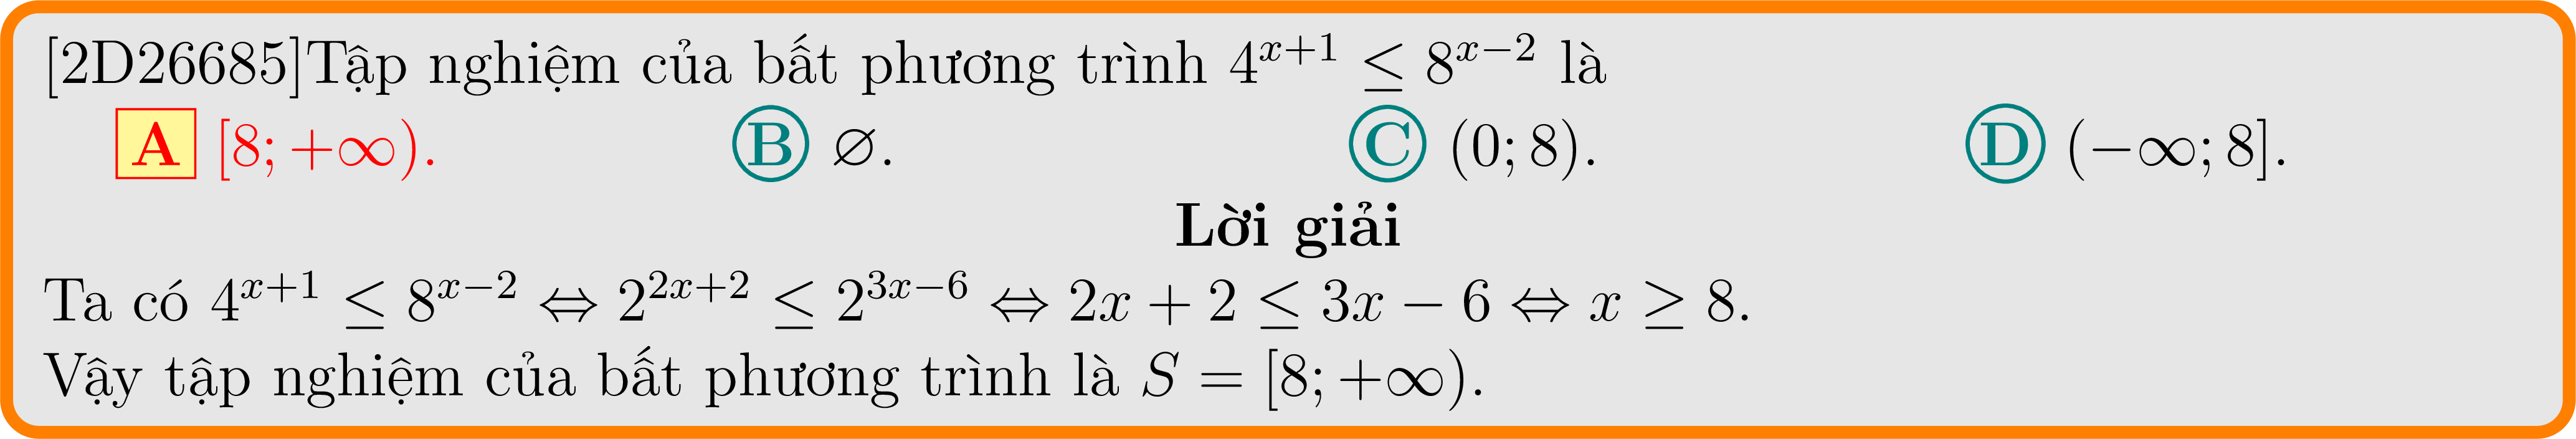 [2D26685]Tập nghiệm của bất phương trình $4^{x+1} \leq 8^{x-2}$ là
A $[8; +\infty)$. B $\varnothing$. C $(0; 8)$. D $(-\infty; 8]$.
Lời giải
Ta có $4^{x+1} \leq 8^{x-2} \Leftrightarrow 2^{2x+2} \leq 2^{3x-6} \Leftrightarrow 2x + 2 \leq 3x - 6 \Leftrightarrow x \geq 8$.
Vậy tập nghiệm của bất phương trình là $S = [8; +\infty)$.